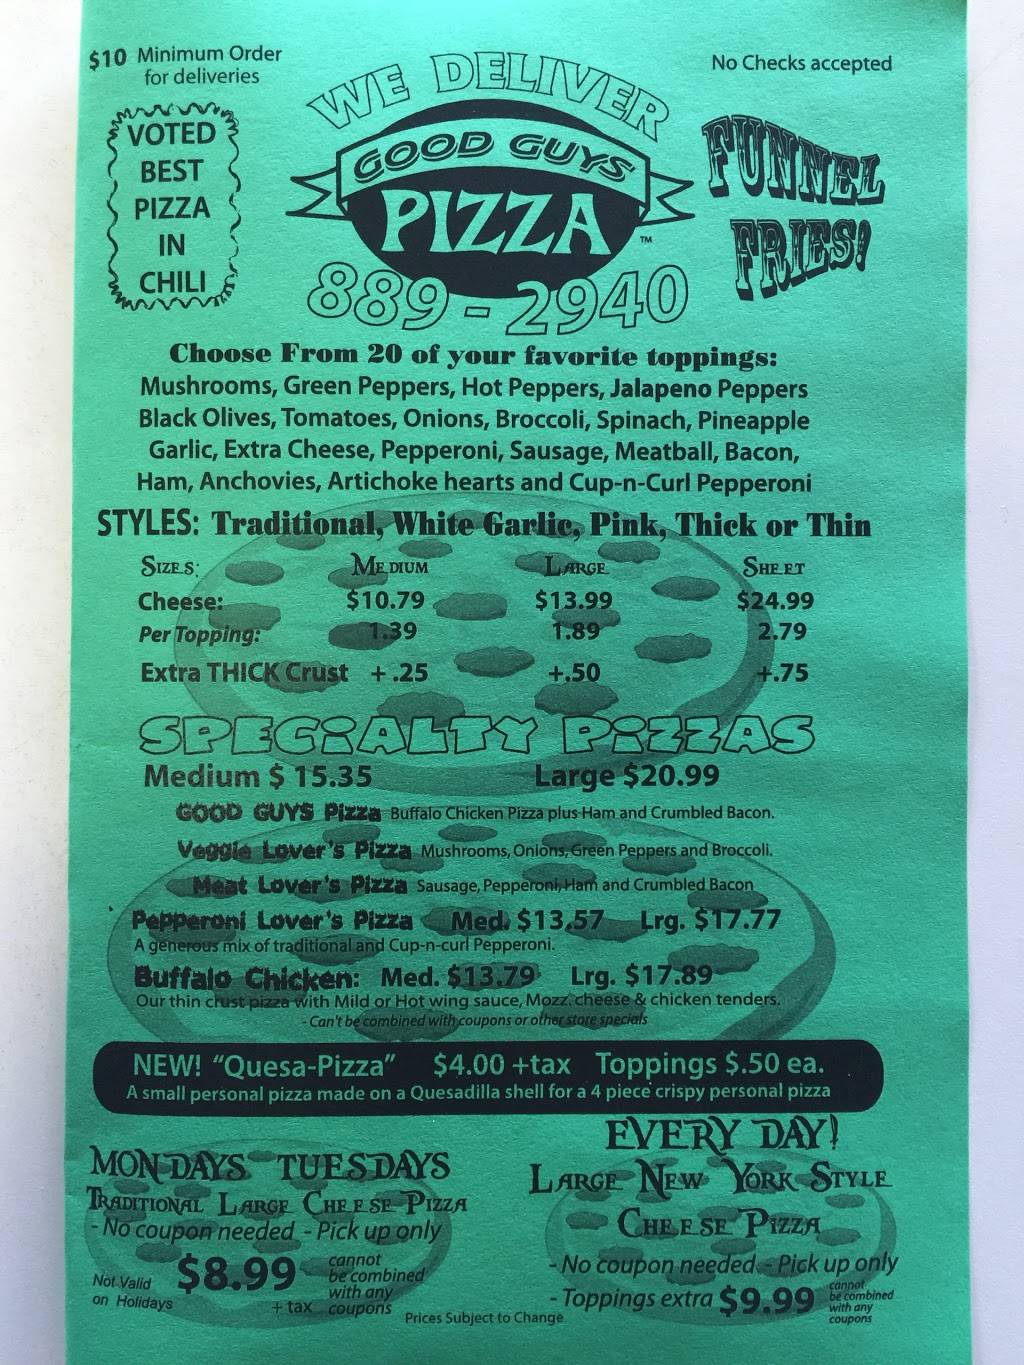 $10 Minimum Order
for deliveries
No Checks accepted
VOTED
BEST
PIZZA
IN
CHILI
WE DELIVER
GOOD GUYS
PIZZA ™
889-2940
FUNNEL
FRIES!
Choose From 20 of your favorite toppings:
Mushrooms, Green Peppers, Hot Peppers, Jalapeno Peppers
Black Olives, Tomatoes, Onions, Broccoli, Spinach, Pineapple
Garlic, Extra Cheese, Pepperoni, Sausage, Meatball, Bacon,
Ham, Anchovies, Artichoke hearts and Cup-n-Curl Pepperoni
STYLES: Traditional, White Garlic, Pink, Thick or Thin
SIZES: MEDIUM LARGE SHEET
Cheese: $10.79 $13.99 $24.99
Per Topping: 1.39 1.89 2.79
Extra THICK Crust +.25 +.50 +.75
SPECIALTY PIZZAS
Medium $ 15.35 Large $20.99
GOOD GUYS Pizza Buffalo Chicken Pizza plus Ham and Crumbled Bacon.
Veggie Lover's Pizza Mushrooms, Onions, Green Peppers and Broccoli.
Meat Lover's Pizza Sausage, Pepperoni, Ham and Crumbled Bacon
Pepperoni Lover's Pizza Med. $13.57 Lrg. $17.77
A generous mix of traditional and Cup-n-curl Pepperoni.
Buffalo Chicken: Med. $13.79 Lrg. $17.89
Our thin crust pizza with Mild or Hot wing sauce, Mozz. cheese & chicken tenders.
- Can't be combined with coupons or other store specials
NEW! "Quesa-Pizza" $4.00 +tax Toppings $.50 ea.
A small personal pizza made on a Quesadilla shell for a 4 piece crispy personal pizza
MONDAYS TUESDAYS
TRADITIONAL LARGE CHEESE PIZZA
- No coupon needed - Pick up only
Not Valid
on Holidays
$8.99
+ tax
cannot
be combined
with any
coupons
EVERY DAY!
LARGE NEW YORK STYLE
CHEESE PIZZA
- No coupon needed - Pick up only
- Toppings extra $9.99
cannot
be combined
with any
coupons
Prices Subject to Change